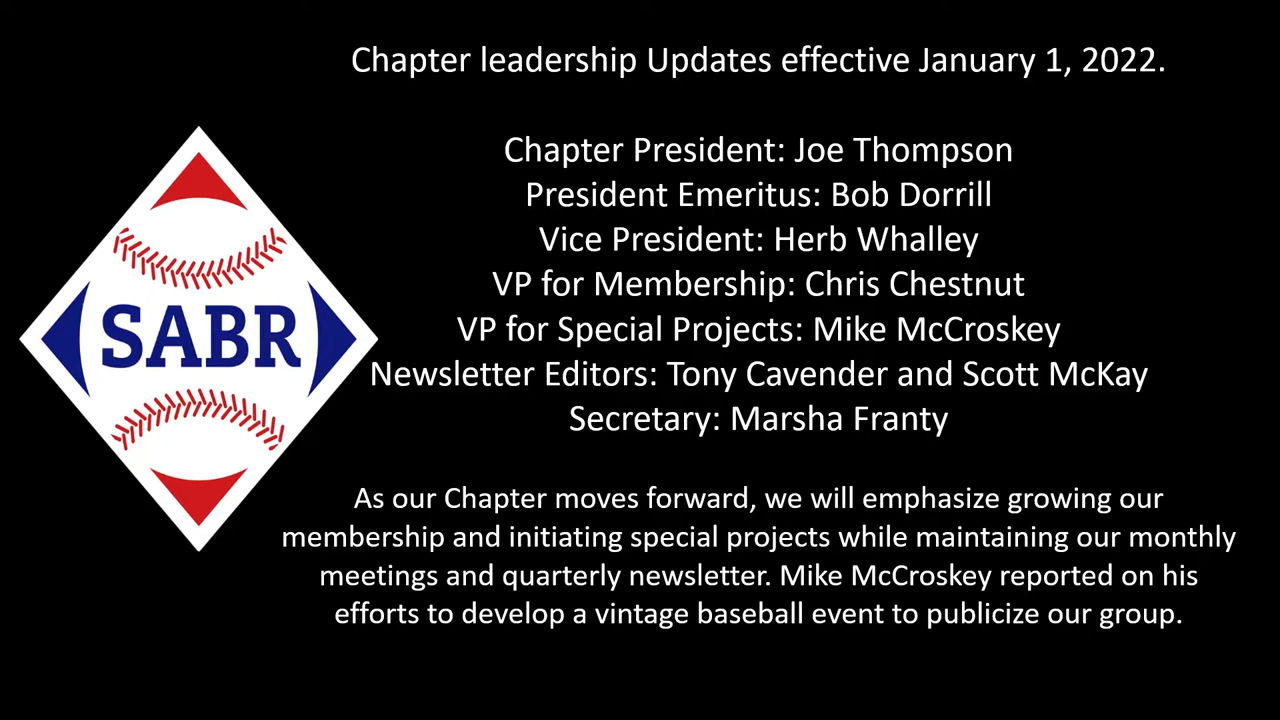 Chapter leadership Updates effective January 1, 2022.
Chapter President: Joe Thompson
President Emeritus: Bob Dorrill
Vice President: Herb Whalley
VP for Membership: Chris Chestnut
VP for Special Projects: Mike McCroskey
Newsletter Editors: Tony Cavender and Scott McKay
Secretary: Marsha Franty
As our Chapter moves forward, we will emphasize growing our
membership and initiating special projects while maintaining our monthly
meetings and quarterly newsletter. Mike McCroskey reported on his
efforts to develop a vintage baseball event to publicize our group.
SABR